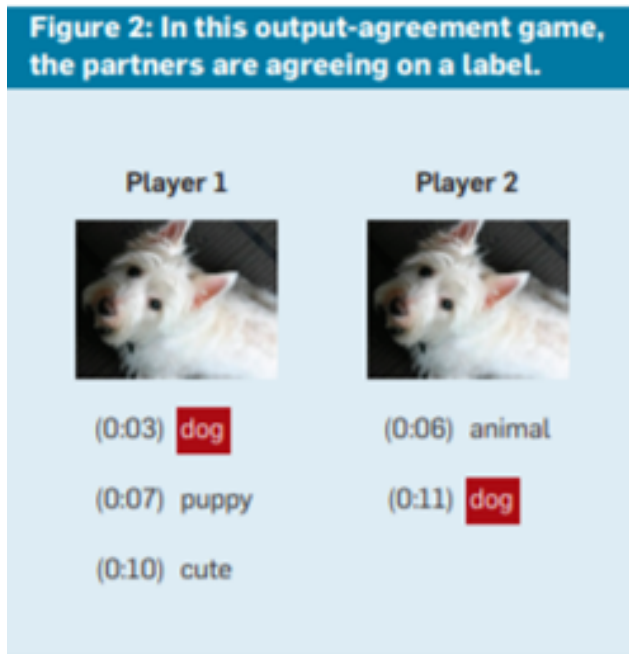 Figure 2: In this output-agreement game,
the partners are agreeing on a label.
Player 1 Player 2
(0:03) dog (0:06) animal
(0:07) puppy (0:11) dog
(0:10) cute